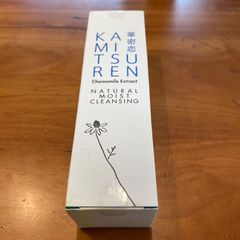 KA
MI
TSU
REN
華密恋
Chamomile Extract
NATURAL
MOIST
CLEANSING